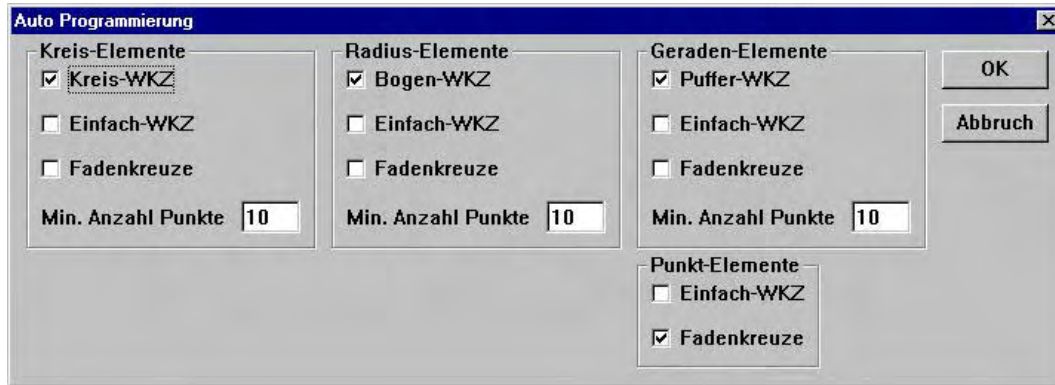 Auto Programmierung
Kreis-Elemente
Kreis-WKZ
Einfach-WKZ
Fadenkreuze
Min. Anzahl Punkte 10
Radius-Elemente
Bogen-WKZ
Einfach-WKZ
Fadenkreuze
Min. Anzahl Punkte 10
Geraden-Elemente
Puffer-WKZ
Einfach-WKZ
Fadenkreuze
Min. Anzahl Punkte 10
Punkt-Elemente
Einfach-WKZ
Fadenkreuze
OK
Abbruch